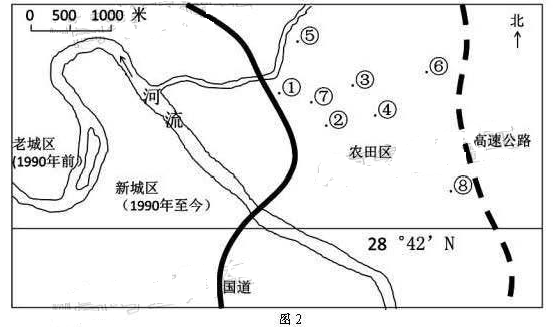 0 500 1000 米
北
⑤
⑥
③
①
⑦
④
②
河
流
高速公路
老城区
(1990年前)
农田区
新城区
(1990年至今)
⑧
28 °42′ N
国道
图2